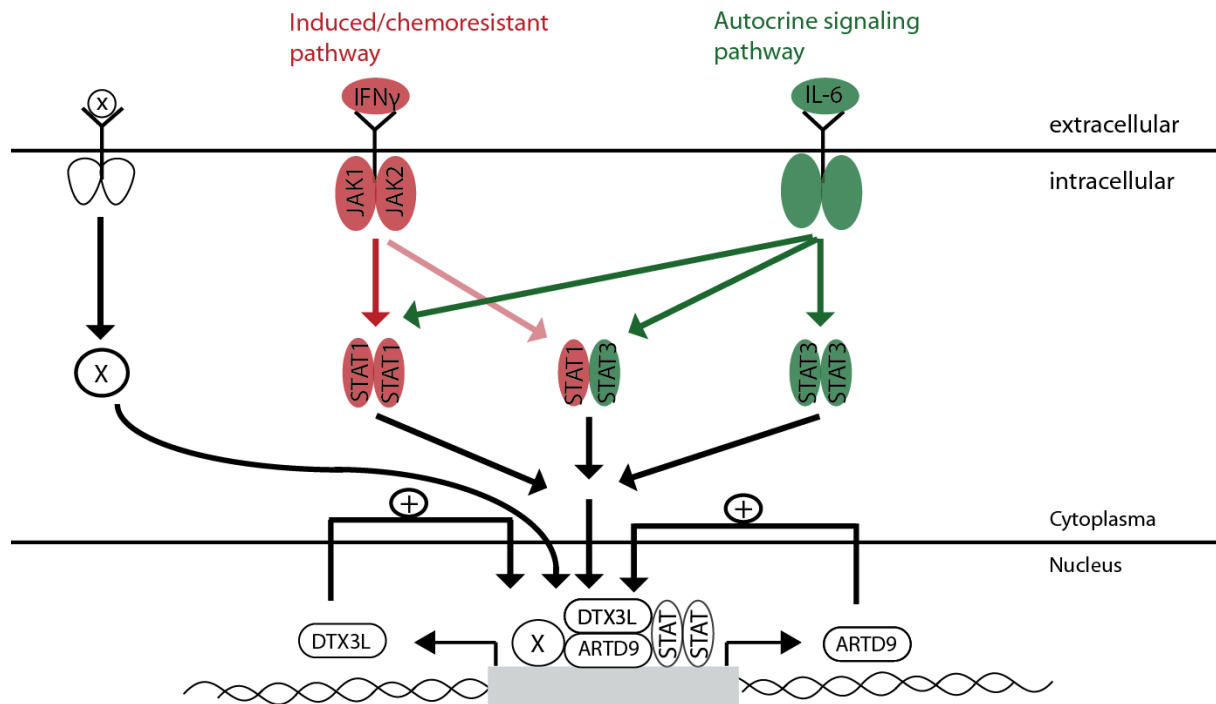 Induced/chemoresistant
pathway
Autocrine signaling
pathway
x
IFNγ
IL-6
extracellular
intracellular
JAK1
JAK2
X
STAT1
STAT1
STAT1
STAT3
STAT3
STAT3
+
+
Cytoplasma
Nucleus
DTX3L
X
DTX3L
ARTD9
STAT
STAT
ARTD9